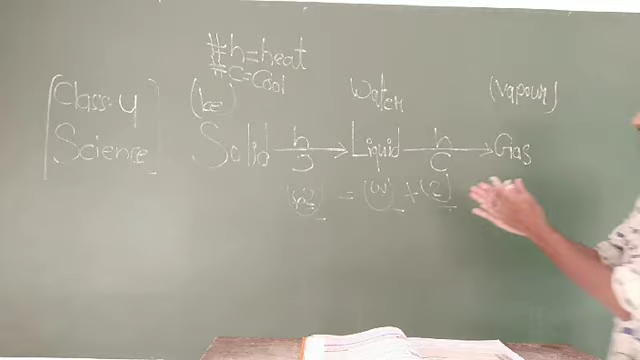 #h=heat
c=Cool
Class:4
Science
(Ice)
Water
(vapour)
Solid h Liquid h Gas
c